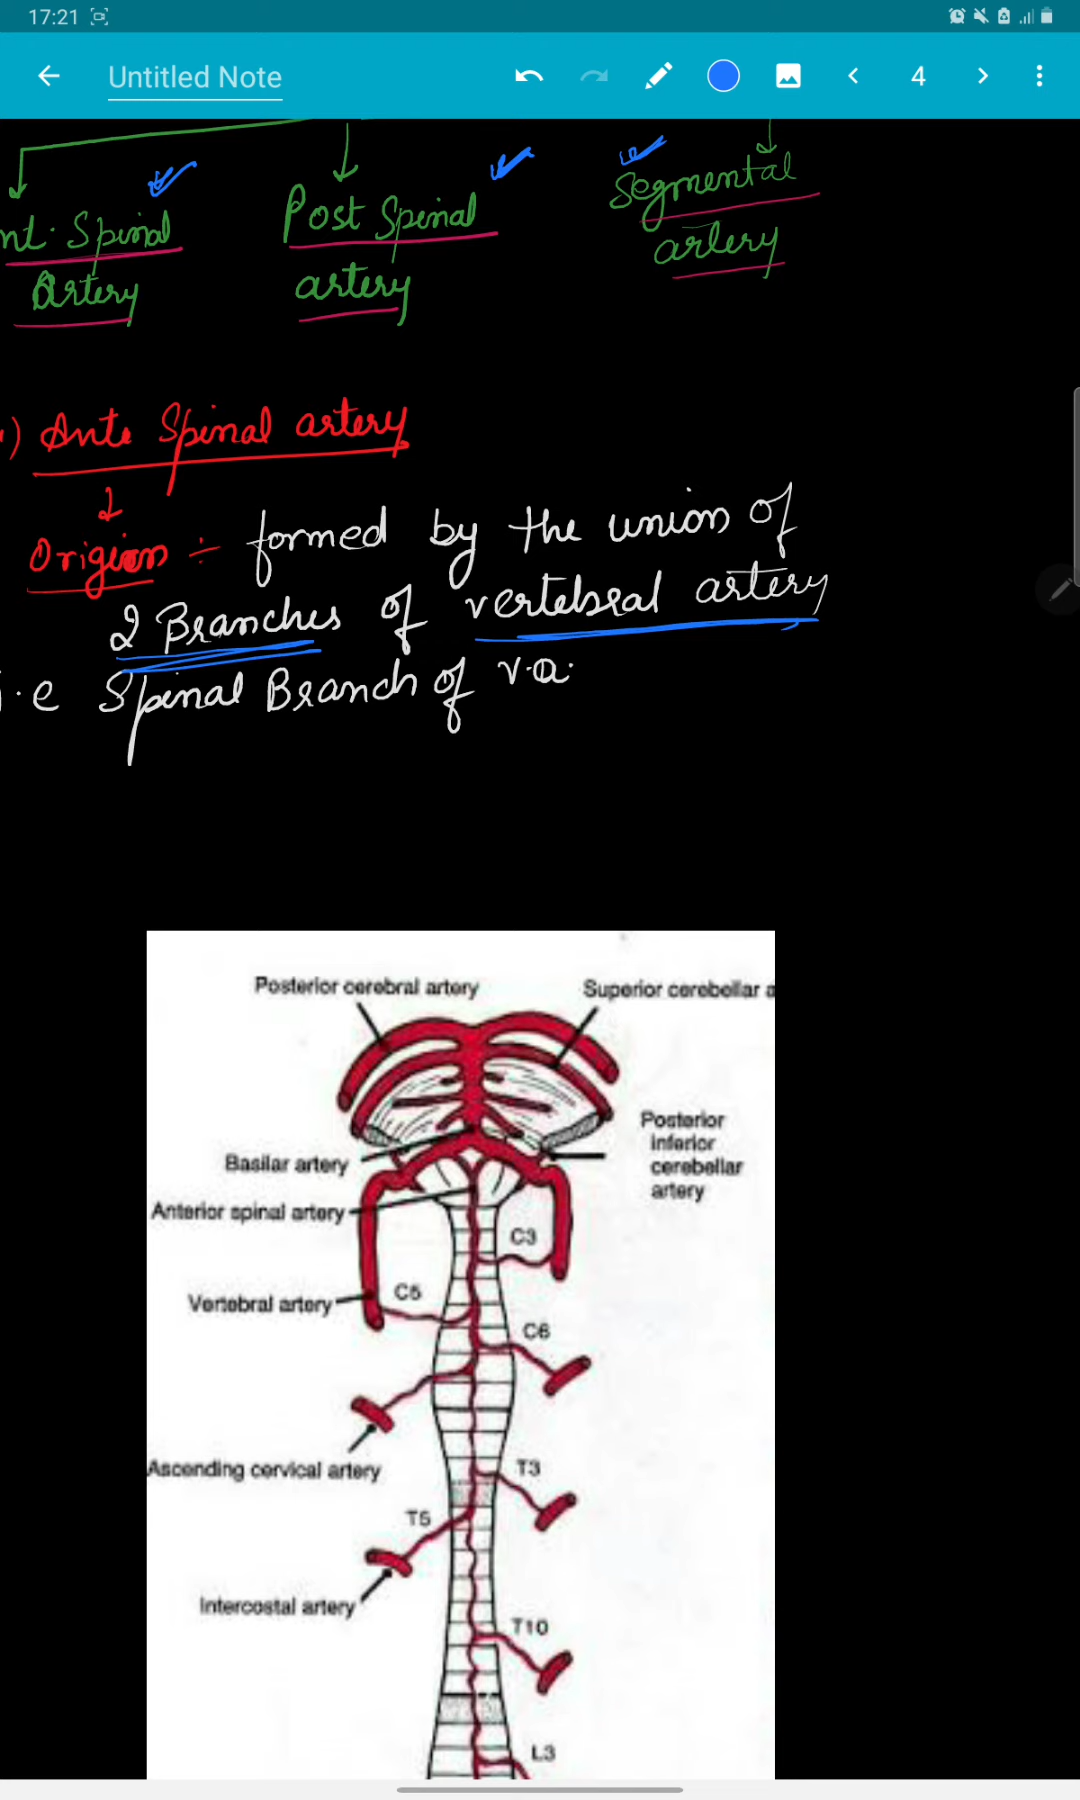 17:21
Untitled Note
4
nt. Spinal
Artery
Post Spinal
artery
Segmental
artery
) Ante Spinal artery
Origion ÷ formed by the union of
2 Branches of vertebral artery
i.e Spinal Branch of v.a.
Posterior cerebral artery
Superior cerebellar a
Posterior
inferior
cerebellar
artery
Basilar artery
Anterior spinal artery
C3
Vertebral artery
C5
C6
Ascending cervical artery
T3
T5
Intercostal artery
T10
L3